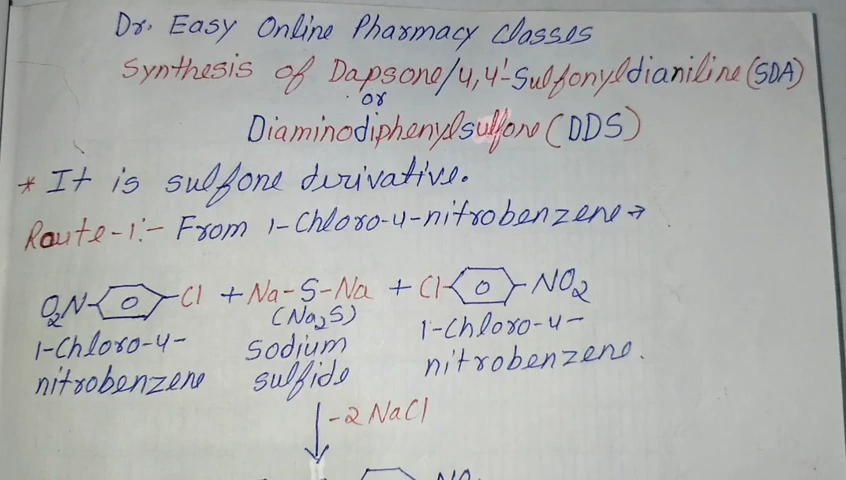 Dr. Easy Online Pharmacy Classes
Synthesis of Dapsone/4,4'-Sulfonyldianiline (SDA)
or
Diaminodiphenylsulfone (DDS)
* It is sulfone derivative.
Route-1:- From 1-Chloro-4-nitrobenzene→
O2N Cl + Na-S-Na + Cl NO2
(Na2S)
1-Chloro-4- sodium 1-Chloro-4-
nitrobenzene sulfide nitrobenzene.
-2 NaCl
NO